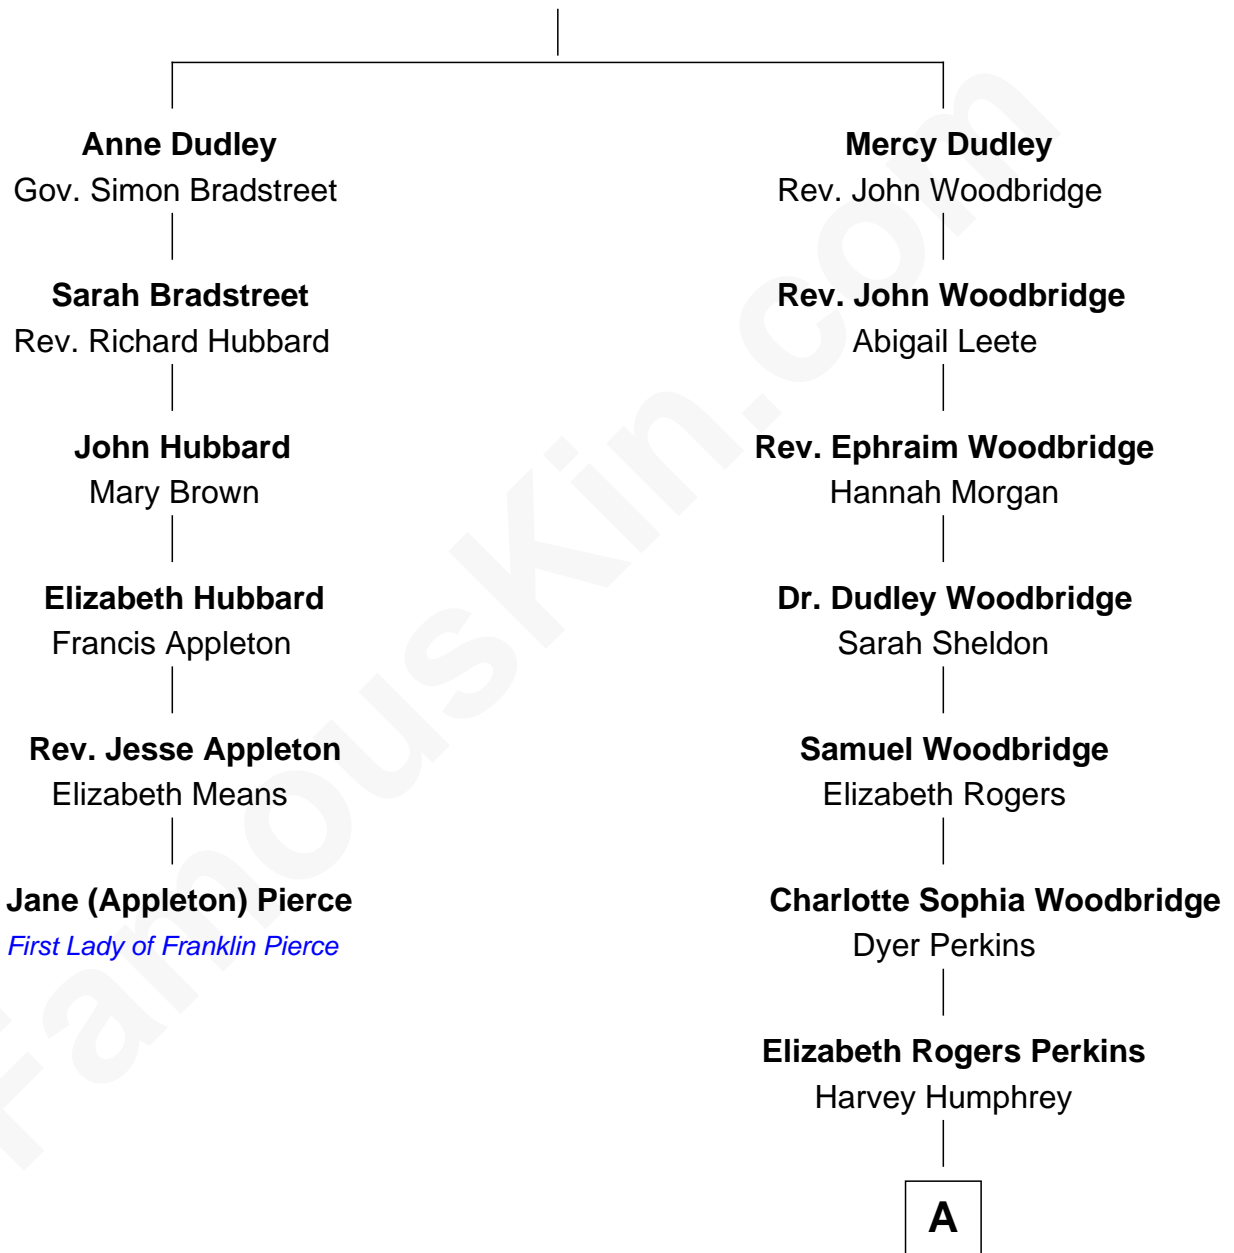 Anne Dudley
Gov. Simon Bradstreet
Sarah Bradstreet
Rev. Richard Hubbard
John Hubbard
Mary Brown
Elizabeth Hubbard
Francis Appleton
Rev. Jesse Appleton
Elizabeth Means
Jane (Appleton) Pierce
First Lady of Franklin Pierce
Mercy Dudley
Rev. John Woodbridge
Rev. John Woodbridge
Abigail Leete
Rev. Ephraim Woodbridge
Hannah Morgan
Dr. Dudley Woodbridge
Sarah Sheldon
Samuel Woodbridge
Elizabeth Rogers
Charlotte Sophia Woodbridge
Dyer Perkins
Elizabeth Rogers Perkins
Harvey Humphrey
A
FamousKin.com